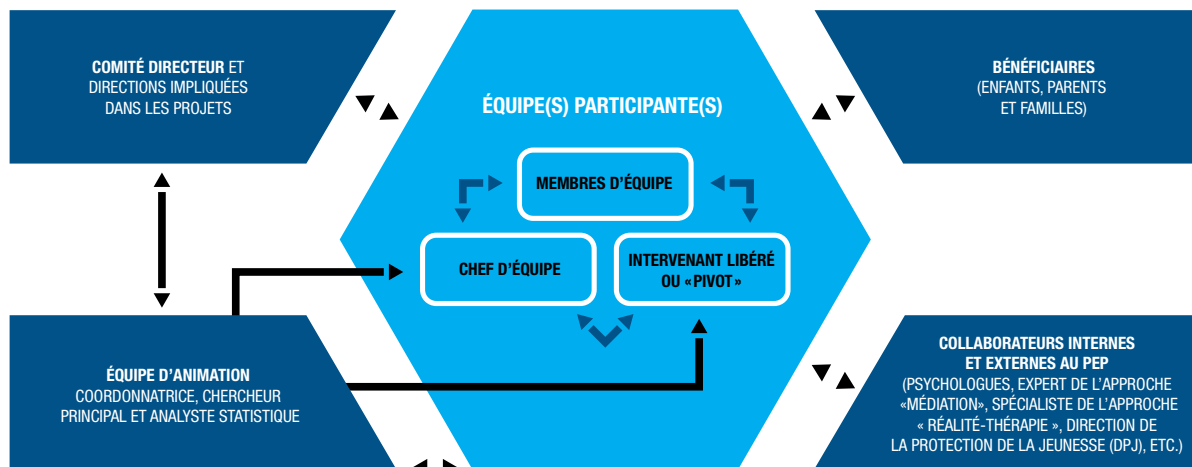 COMITÉ DIRECTEUR ET
DIRECTIONS IMPLIQUÉES
DANS LES PROJETS
ÉQUIPE(S) PARTICIPANTE(S)
BÉNÉFICIAIRES
(ENFANTS, PARENTS
ET FAMILLES)
MEMBRES D’ÉQUIPE
CHEF D’ÉQUIPE
INTERVENANT LIBÉRÉ
OU «PIVOT»
ÉQUIPE D’ANIMATION
COORDONNATRICE, CHERCHEUR
PRINCIPAL ET ANALYSTE STATISTIQUE
COLLABORATEURS INTERNES
ET EXTERNES AU PEP
(PSYCHOLOGUES, EXPERT DE L’APPROCHE
«MÉDIATION», SPÉCIALISTE DE L’APPROCHE
« RÉALITÉ-THÉRAPIE », DIRECTION DE
LA PROTECTION DE LA JEUNESSE (DPJ), ETC.)